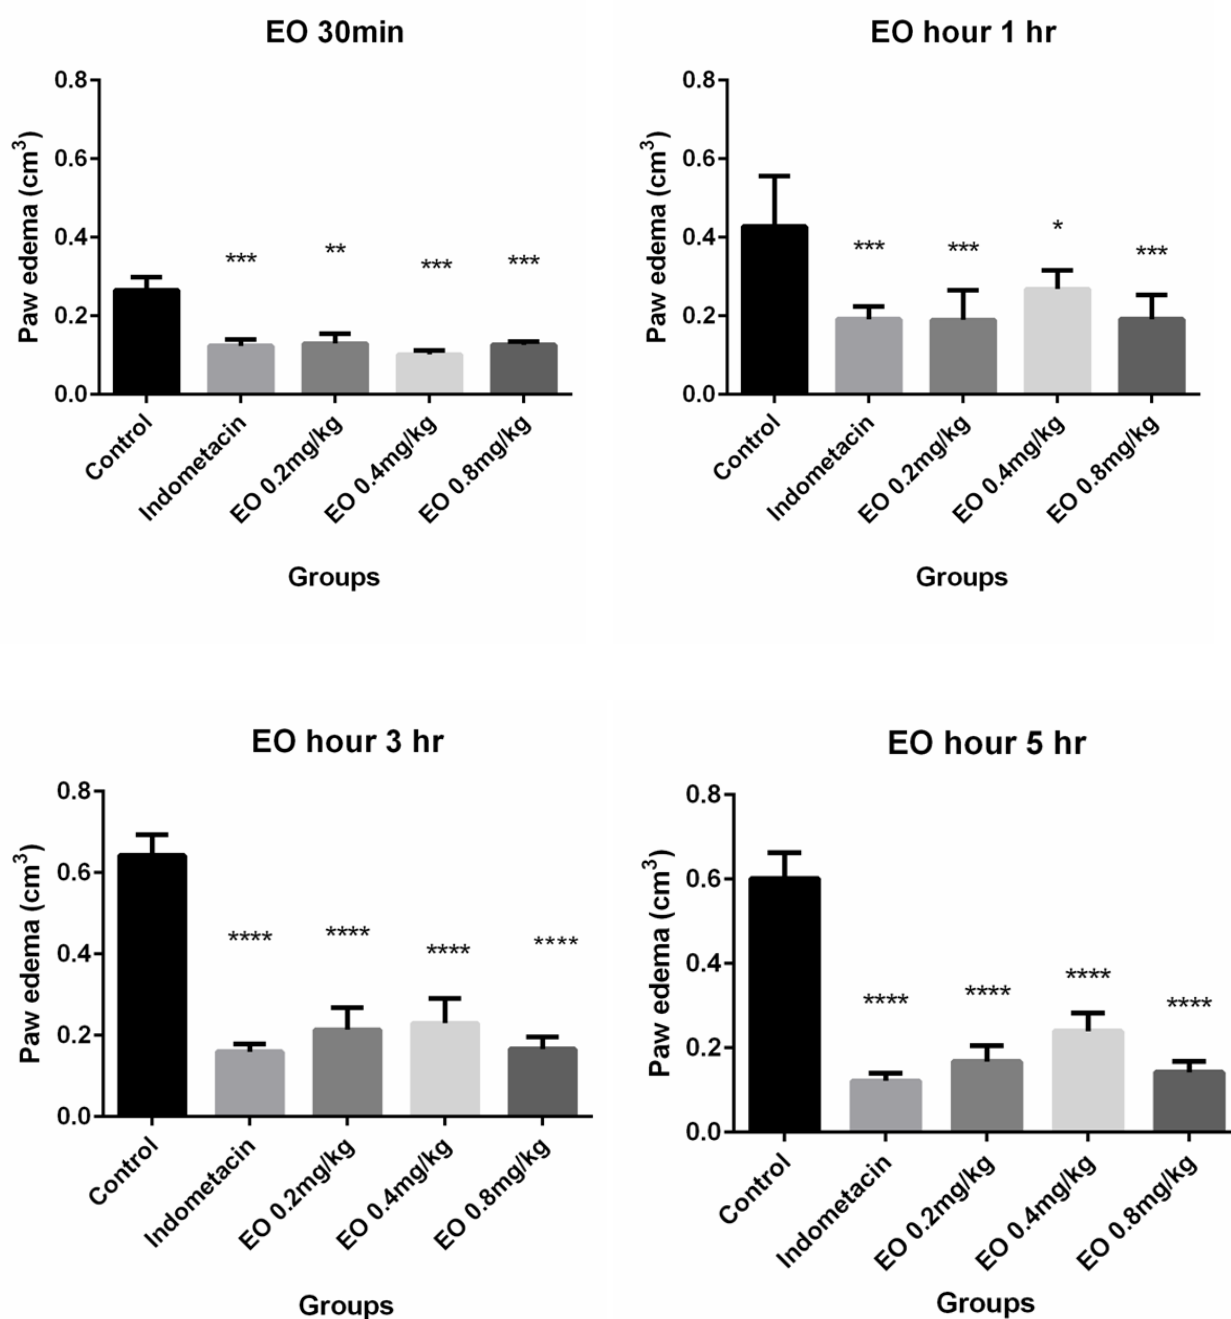 EO 30min
Paw edema (cm³)
0.8
0.6
0.4
0.2
0.0
***
**
***
***
Control
Indometacin
EO 0.2mg/kg
EO 0.4mg/kg
EO 0.8mg/kg
Groups
EO hour 1 hr
Paw edema (cm³)
0.8
0.6
0.4
0.2
0.0
***
***
*
***
Control
Indometacin
EO 0.2mg/kg
EO 0.4mg/kg
EO 0.8mg/kg
Groups
EO hour 3 hr
Paw edema (cm³)
0.8
0.6
0.4
0.2
0.0
****
****
****
****
Control
Indometacin
EO 0.2mg/kg
EO 0.4mg/kg
EO 0.8mg/kg
Groups
EO hour 5 hr
Paw edema (cm³)
0.8
0.6
0.4
0.2
0.0
****
****
****
****
Control
Indometacin
EO 0.2mg/kg
EO 0.4mg/kg
EO 0.8mg/kg
Groups